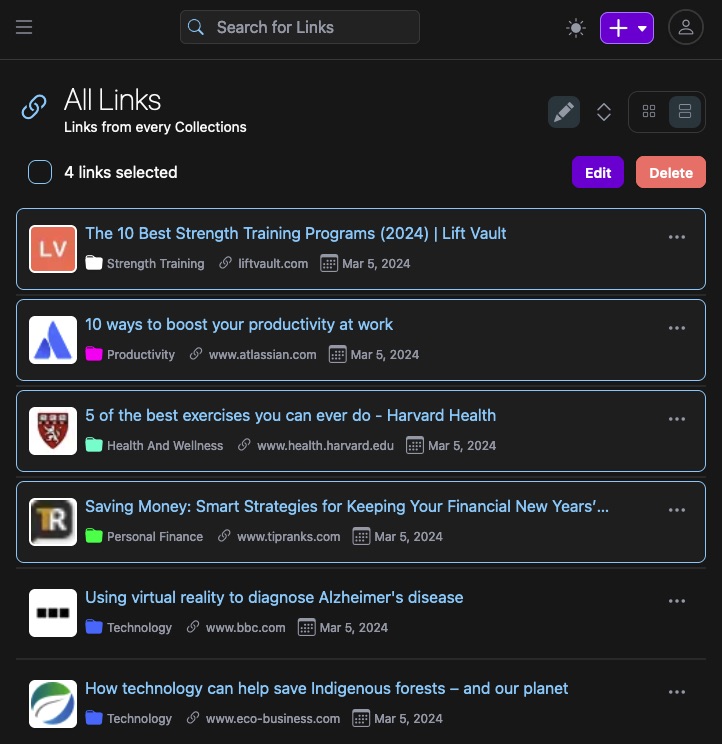 Search for Links
All Links
Links from every Collections
4 links selected
Edit
Delete
LV
The 10 Best Strength Training Programs (2024) | Lift Vault
Strength Training liftvault.com Mar 5, 2024
10 ways to boost your productivity at work
Productivity www.atlassian.com Mar 5, 2024
5 of the best exercises you can ever do - Harvard Health
Health And Wellness www.health.harvard.edu Mar 5, 2024
TR
Saving Money: Smart Strategies for Keeping Your Financial New Years’...
Personal Finance www.tipranks.com Mar 5, 2024
Using virtual reality to diagnose Alzheimer's disease
Technology www.bbc.com Mar 5, 2024
How technology can help save Indigenous forests – and our planet
Technology www.eco-business.com Mar 5, 2024